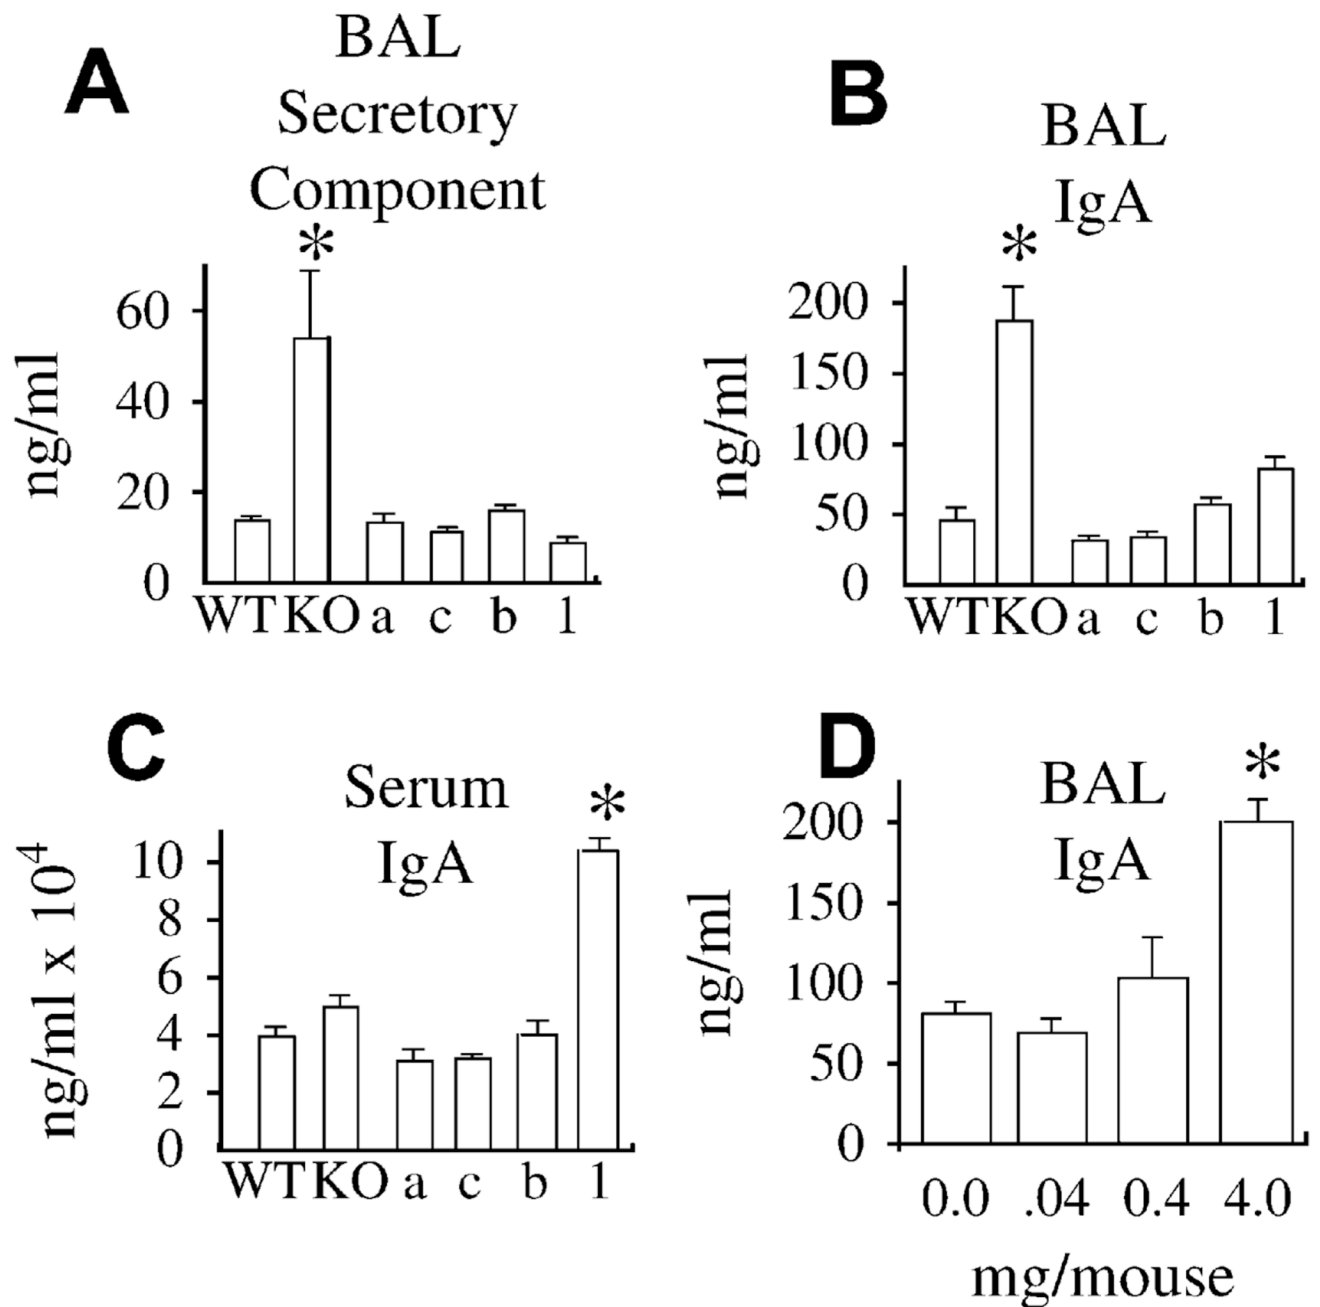 A
BAL
Secretory
Component
*
ng/ml
60
40
20
0
WT KO a c b 1
B
BAL
IgA
*
ng/ml
200
150
100
50
0
WT KO a c b 1
C
Serum
IgA
*
ng/ml x 10⁴
10
8
6
4
2
0
WT KO a c b 1
D
BAL
IgA
*
ng/ml
200
150
100
50
0
0.0 .04 0.4 4.0
mg/mouse